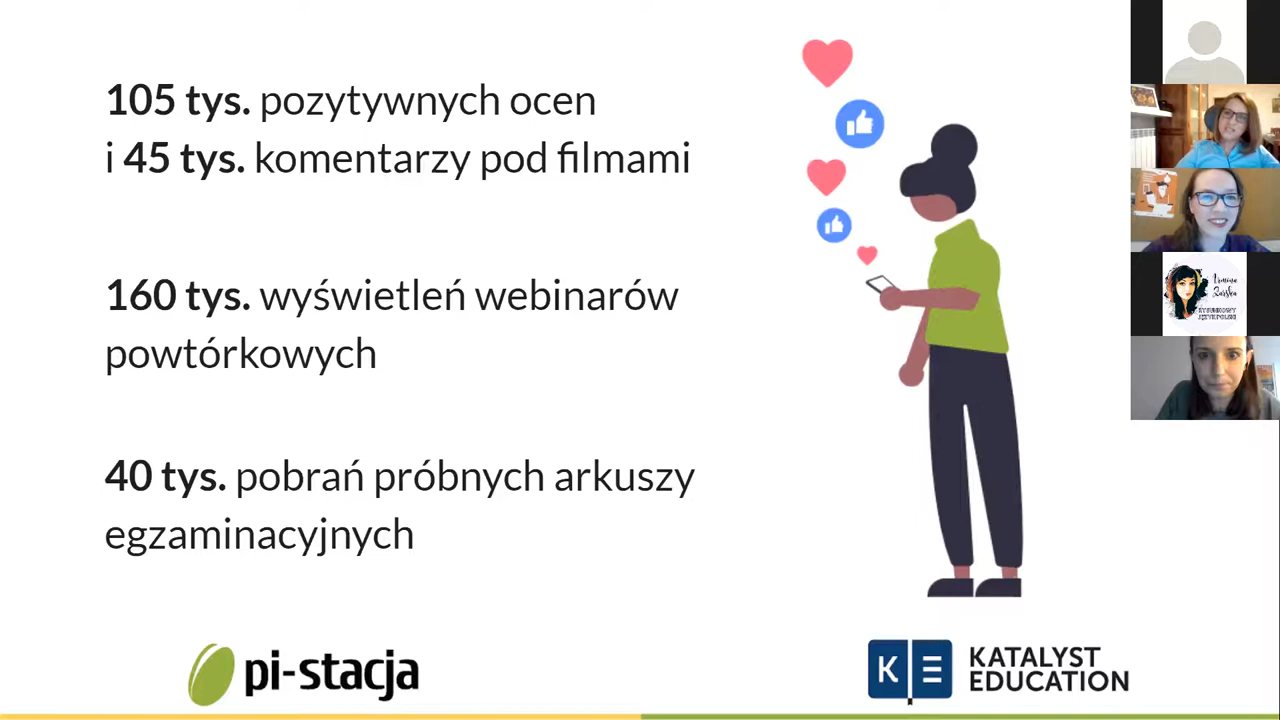 105 tys. pozytywnych ocen
i 45 tys. komentarzy pod filmami
160 tys. wyświetleń webinarów
powtórkowych
40 tys. pobrań próbnych arkuszy
egzaminacyjnych
pi-stacja
K
KATALYST
EDUCATION